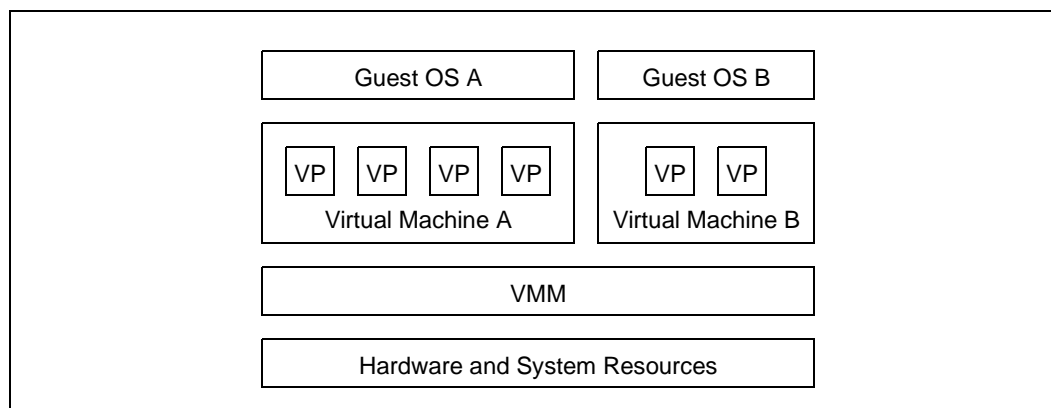 Guest OS A Guest OS B
VP VP VP VP VP VP
Virtual Machine A Virtual Machine B
VMM
Hardware and System Resources